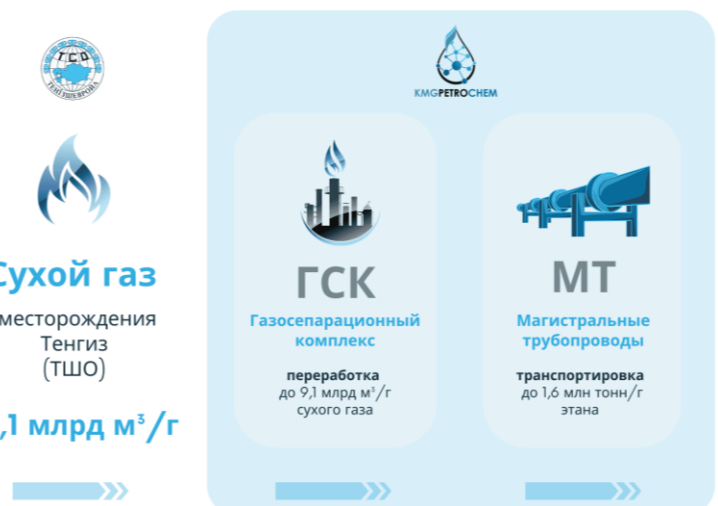 ТСО
ТЕҢІЗШЕВРОЙЛ
Сухой газ
месторождения
Тенгиз
(ТШО)
,1 млрд м³/г
KMGPETROCHEM
ГСК
Газосепарационный
комплекс
переработка
до 9,1 млрд м³/г
сухого газа
МТ
Магистральные
трубопроводы
транспортировка
до 1,6 млн тонн/г
этана